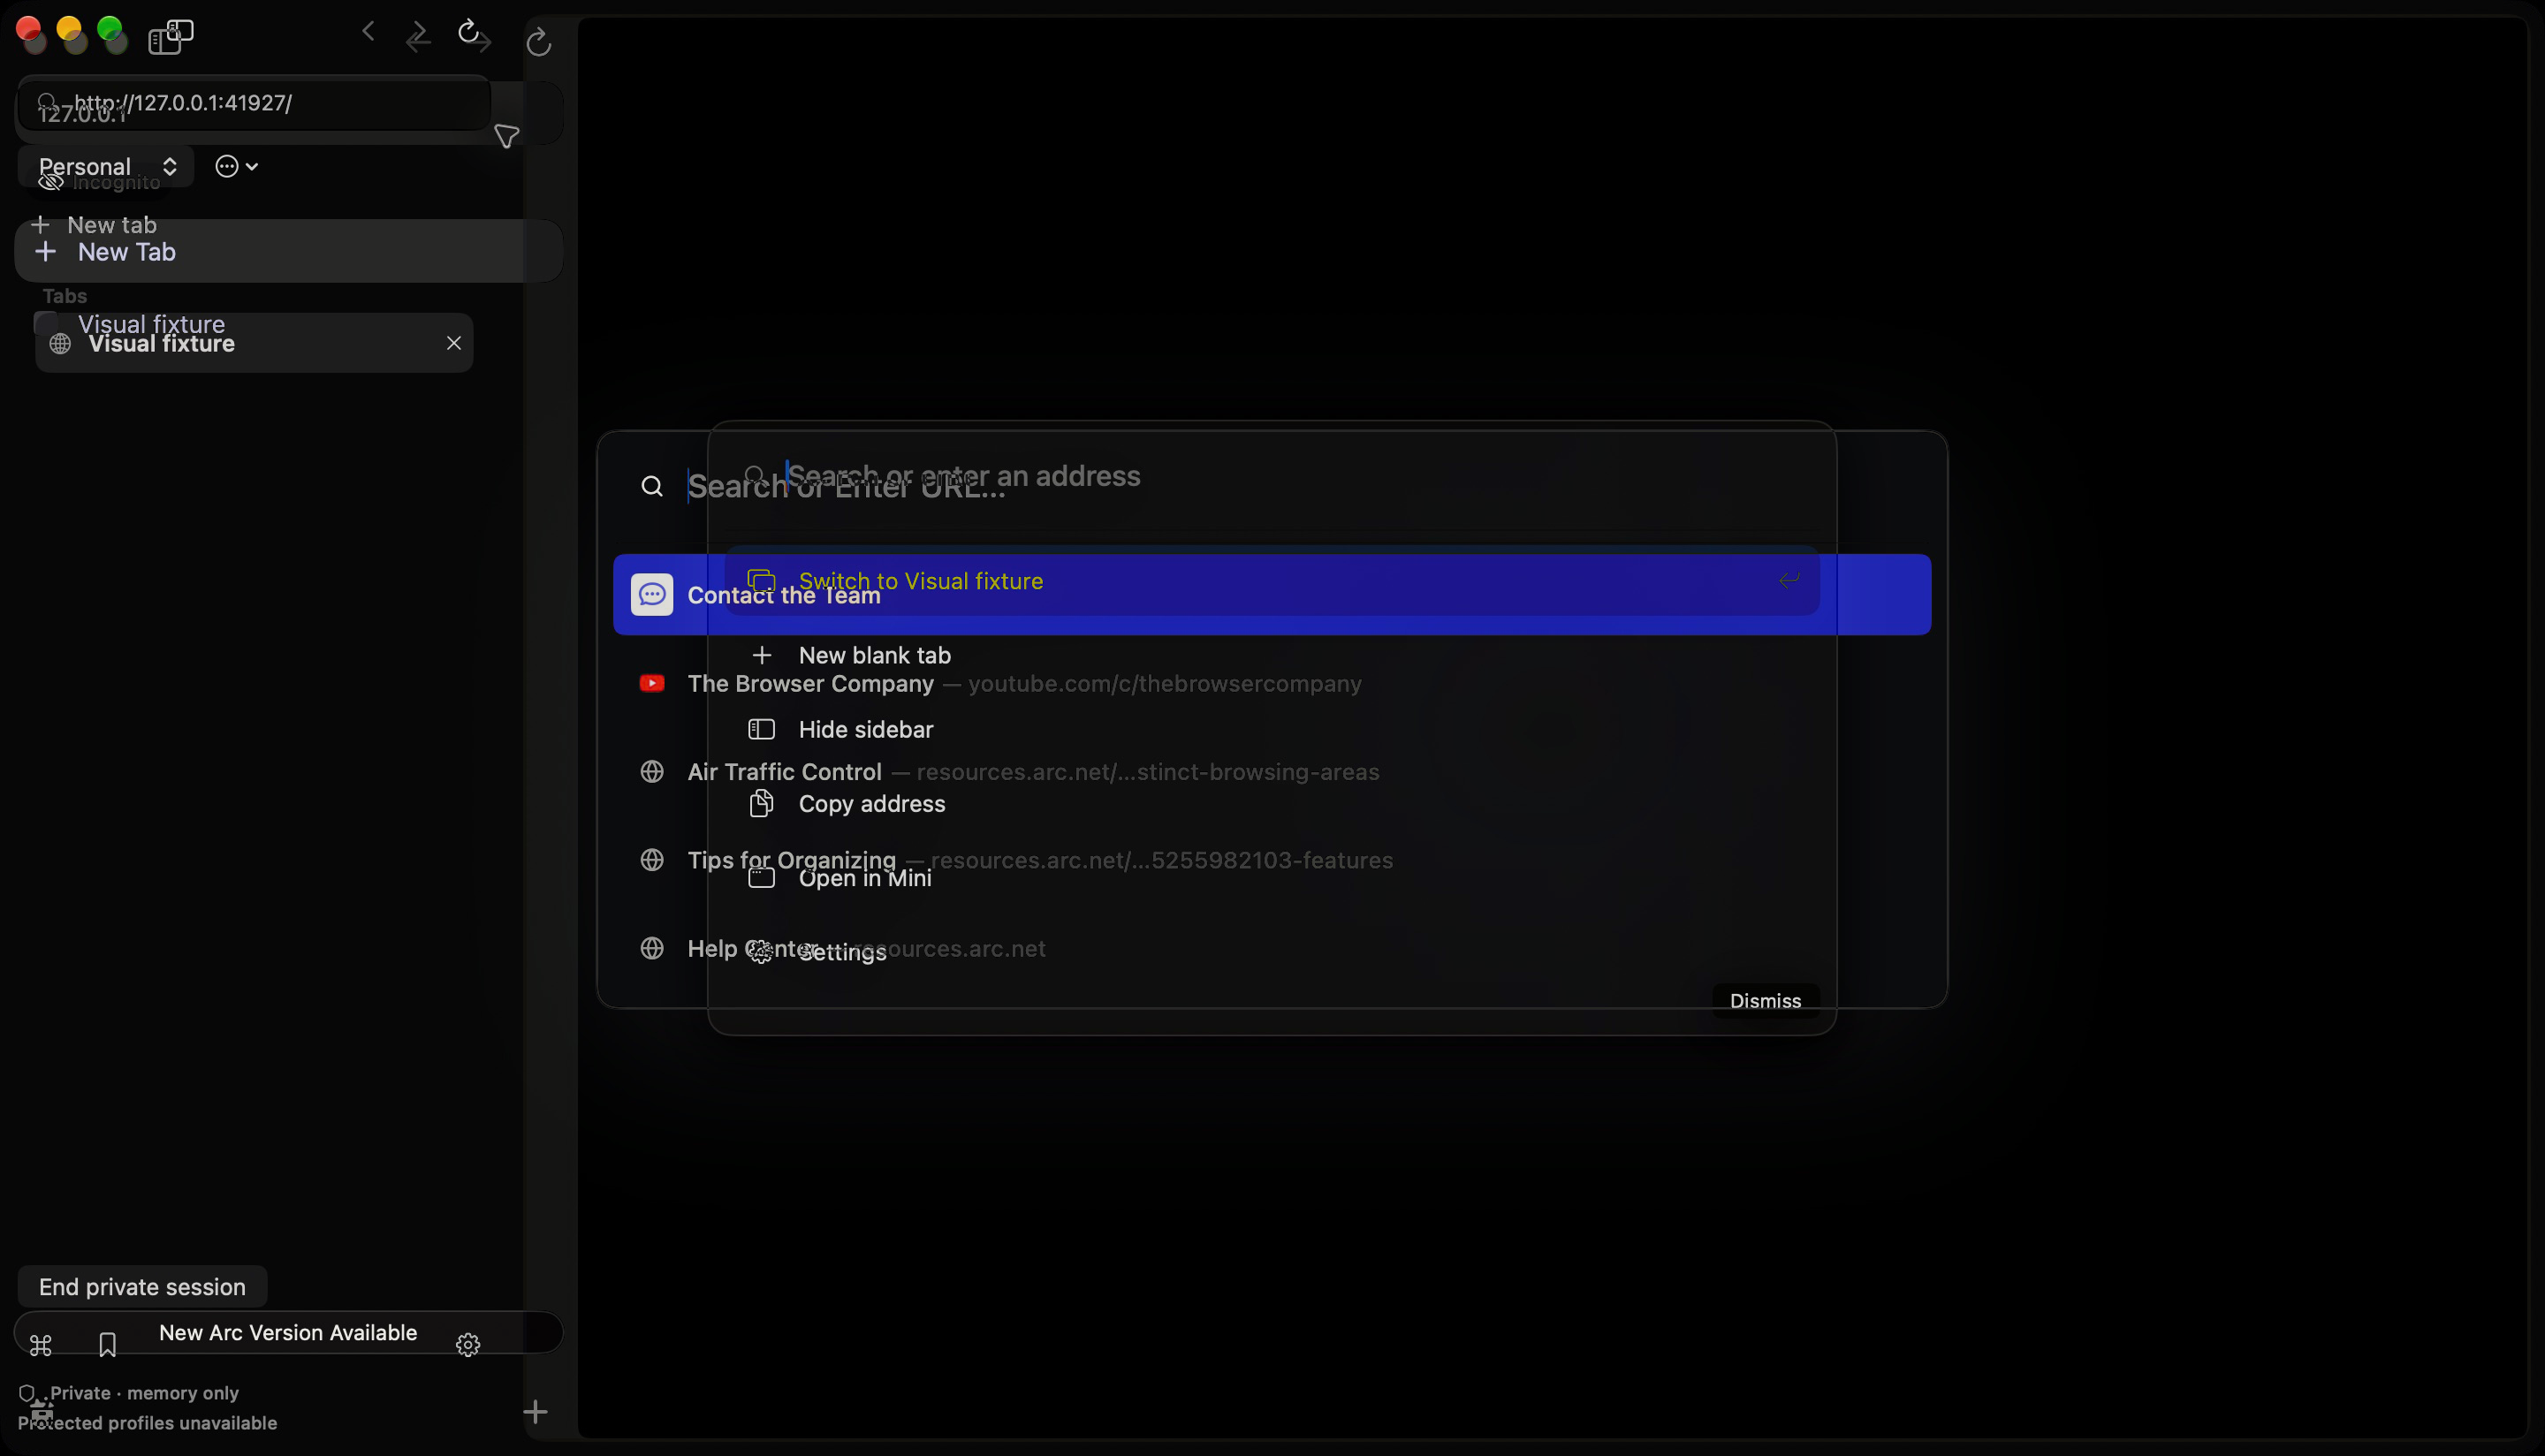 http://127.0.0.1:41927/
127.0.0.1
Personal
Incognito
New tab
New Tab
Tabs
Visual fixture
Visual fixture
Search or enter an address
Search or Enter URL...
Switch to Visual fixture
Contact the Team
New blank tab
The Browser Company — youtube.com/c/thebrowsercompany
Hide sidebar
Air Traffic Control — resources.arc.net/...stinct-browsing-areas
Copy address
Tips for Organizing — resources.arc.net/...5255982103-features
Open in Mini
Help Center — resources.arc.net
Settings
Dismiss
End private session
New Arc Version Available
Private · memory only
Protected profiles unavailable